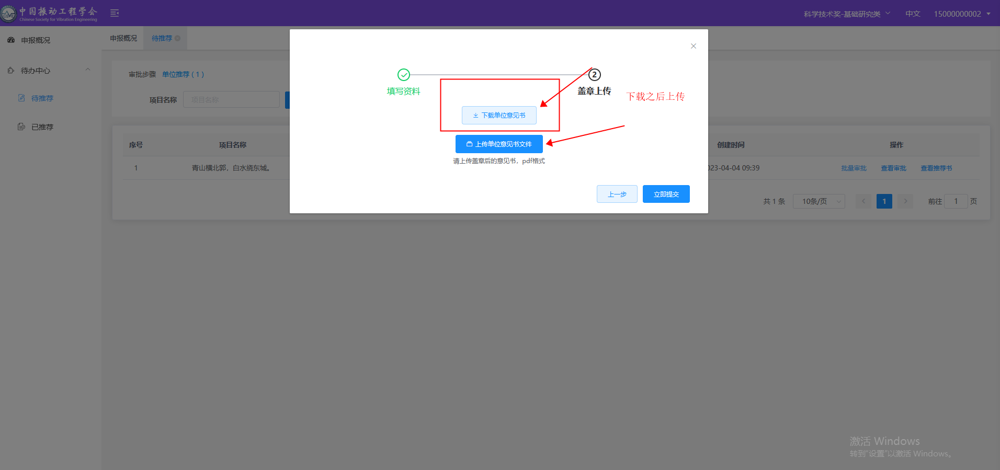 中国振动工程学会
Chinese Society for Vibration Engineering
科学技术奖-基础研究类
中文
15000000002
申报概况
待办中心
待推荐
已推荐
申报概况
待推荐
审批步骤 单位推荐 ( 1 )
项目名称 项目名称
序号 项目名称 创建时间 操作
1 青山横北郭，白水绕东城。 023-04-04 09:39 批量审批 查看审批 查看推荐书
共 1 条 10条/页 1 前往 1 页
2
填写资料
盖章上传
下载之后上传
下载单位意见书
上传单位意见书文件
请上传盖章后的意见书，pdf格式
上一步
立即提交
激活 Windows
转到"设置"以激活 Windows。